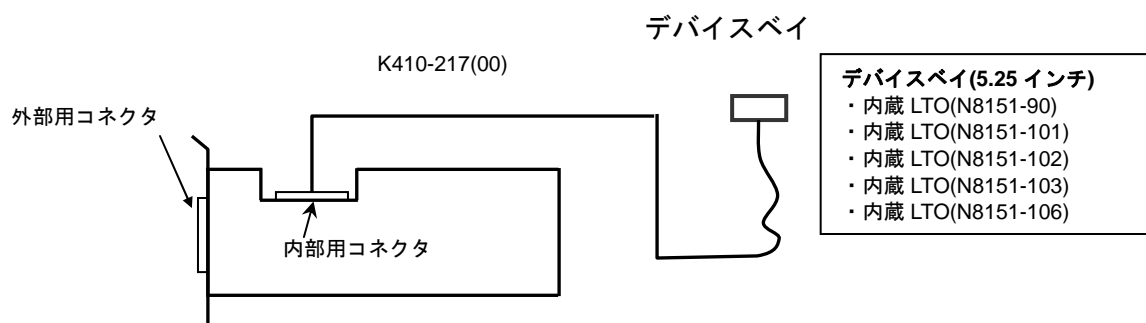 デバイスベイ
K410-217(00)
デバイスベイ(5.25 インチ)
・内蔵 LTO(N8151-90)
・内蔵 LTO(N8151-101)
・内蔵 LTO(N8151-102)
・内蔵 LTO(N8151-103)
・内蔵 LTO(N8151-106)
外部用コネクタ
内部用コネクタ